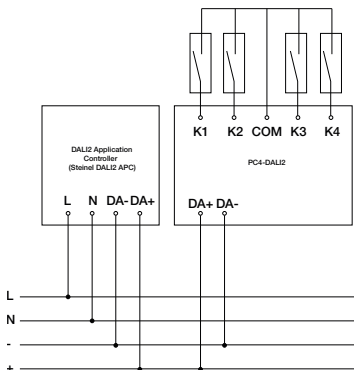 K1 K2 COM K3 K4
DALI2 Application
Controller
(Steinel DALI2 APC)
L N DA- DA+
PC4-DALI2
DA+ DA-
L
N
-
+